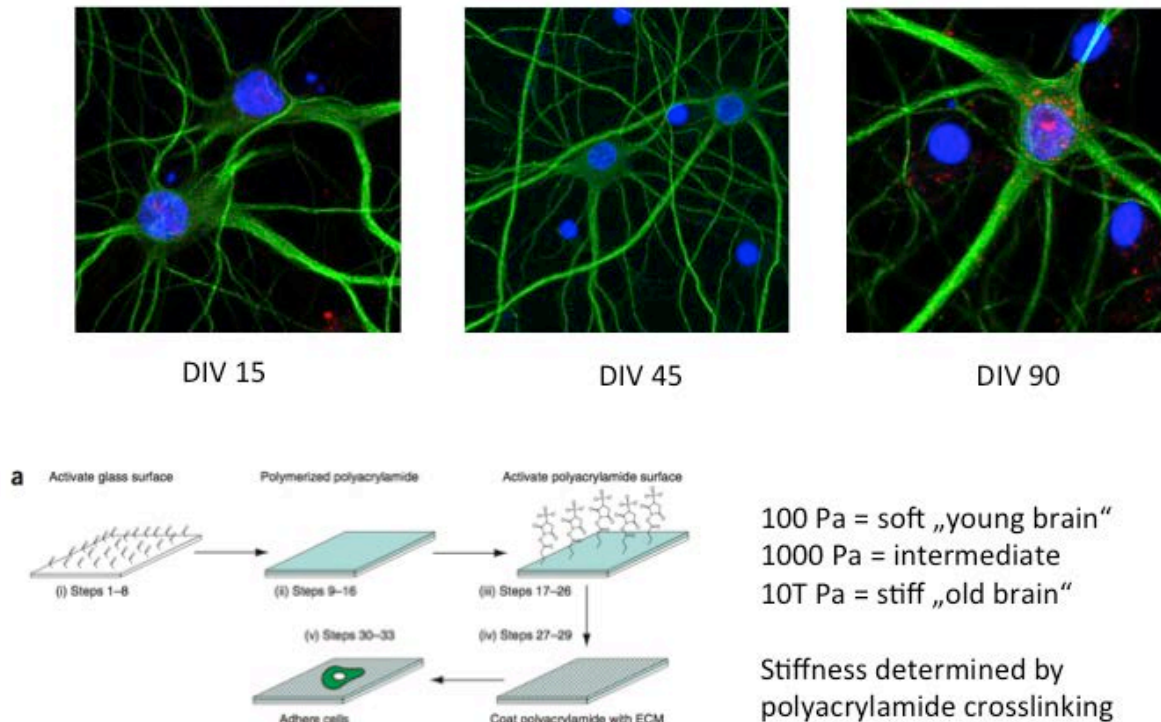 DIV 15
DIV 45
DIV 90
a
Activate glass surface
Polymerized polyacrylamide
Activate polyacrylamide surface
(i) Steps 1–8
(ii) Steps 9–16
(iii) Steps 17–26
(v) Steps 30–33
(iv) Steps 27–29
Adhere cells
Coat polyacrylamide with ECM
100 Pa = soft „young brain“
1000 Pa = intermediate
10T Pa = stiff „old brain“
Stiffness determined by
polyacrylamide crosslinking